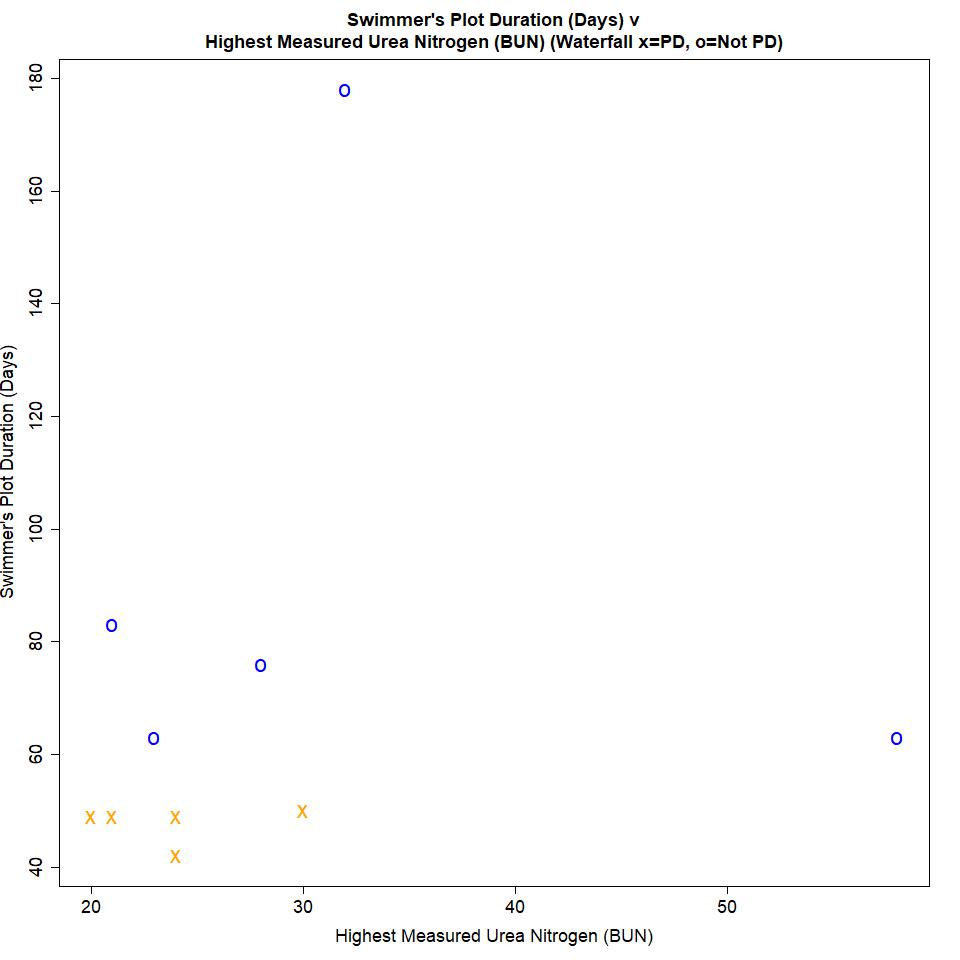 Swimmer's Plot Duration (Days) v
Highest Measured Urea Nitrogen (BUN) (Waterfall x=PD, o=Not PD)
Swimmer's Plot Duration (Days)
180
160
140
120
100
80
60
40
o
o
o
o
o
x
x
x
x
x
20
30
40
50
Highest Measured Urea Nitrogen (BUN)